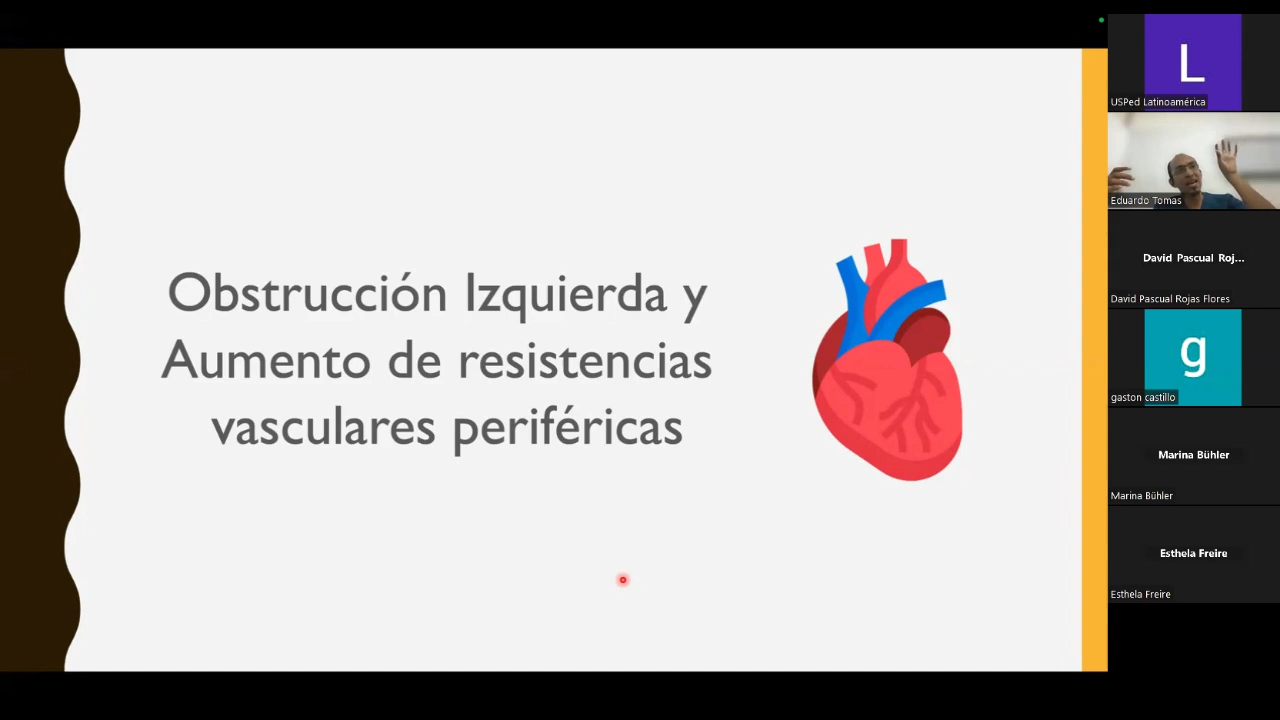 Obstrucción Izquierda y
Aumento de resistencias
vasculares periféricas
L
USPed Latinoamérica
Eduardo Tomas
David Pascual Roj...
David Pascual Rojas Flores
g
gaston castillo
Marina Bühler
Marina Bühler
Esthela Freire
Esthela Freire